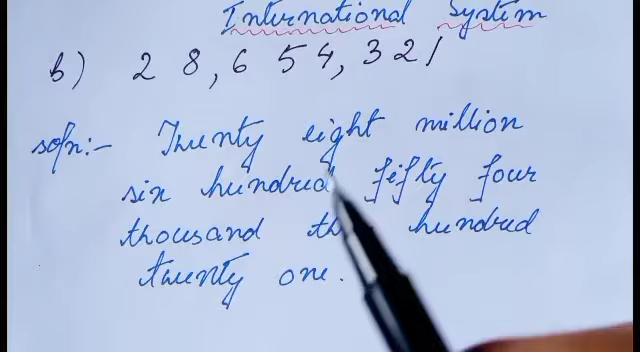 International System
b) 2 8,6 5 4, 3 2 1
soln:- Twenty eight million
six hundred fifty four
thousand hundred
twenty one.